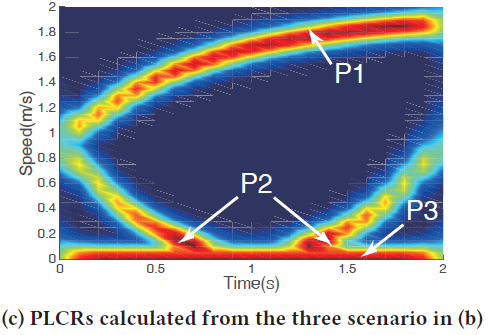 2
1.8
1.6
1.4
1.2
1
0.8
0.6
0.4
0.2
0
Speed(m/s)
P1
P2
P3
0
0.5
1
1.5
2
Time(s)
(c) PLCRs calculated from the three scenario in (b)